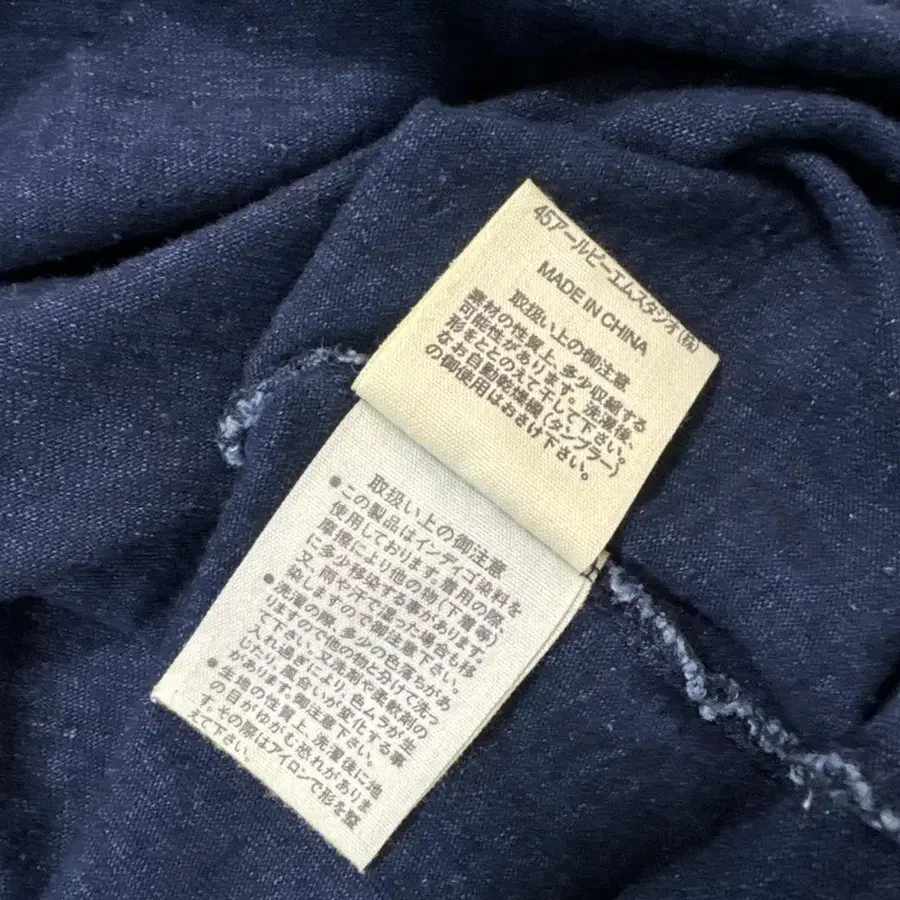 45アールピーエムスタジオ(株)
MADE IN CHINA
取扱い上の御注意
素材の性質上、多少収縮する
可能性があります。洗濯後、
形をととのえて干して下さい。
なお自動乾燥機(タンブラー)
の御使用はおさけ下さい。
取扱い上の御注意
●この製品はインディゴ染料を
使用しております。着用の際、
摩擦により他の物(下着等)
に多少移染する事があります。
又、雨や汗で湿った場合も移
染しますので御注意下さい。
●洗濯の際、多少の色落ちがあ
りますので他の物と分けて洗っ
て下さい。又洗剤や柔軟剤の
入れ過ぎにより、色ムラが生
じたり、風合いが変化する事
があります。御注意下さい。
●生地の性質上、洗濯後に地
の目がゆがむ恐れがありま
す。その際はアイロンで形を整
えて下さい。